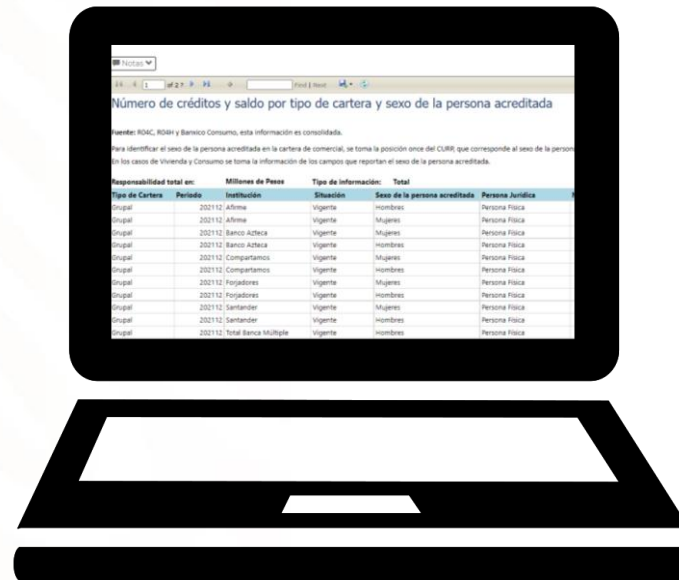 Notas
1 of 2 ? Find | Next
Número de créditos y saldo por tipo de cartera y sexo de la persona acreditada
Fuente: R04C, R04H y Banxico Consumo, esta información es consolidada.
Para identificar el sexo de la persona acreditada en la cartera de comercial, se toma la posición once del CURP, que corresponde al sexo de la person
En los casos de Vivienda y Consumo se toma la información de los campos que reportan el sexo de la persona acreditada.
Responsabilidad total en: Millones de Pesos Tipo de información: Total
Tipo de Cartera Periodo Institución Situación Sexo de la persona acreditada Persona Jurídica
Grupal 202112 Afirme Vigente Hombres Persona Física
Grupal 202112 Afirme Vigente Mujeres Persona Física
Grupal 202112 Banco Azteca Vigente Mujeres Persona Física
Grupal 202112 Banco Azteca Vigente Hombres Persona Física
Grupal 202112 Compartamos Vigente Mujeres Persona Física
Grupal 202112 Compartamos Vigente Hombres Persona Física
Grupal 202112 Forjadores Vigente Mujeres Persona Física
Grupal 202112 Forjadores Vigente Hombres Persona Física
Grupal 202112 Santander Vigente Mujeres Persona Física
Grupal 202112 Santander Vigente Hombres Persona Física
Grupal 202112 Total Banca Múltiple Vigente Hombres Persona Física